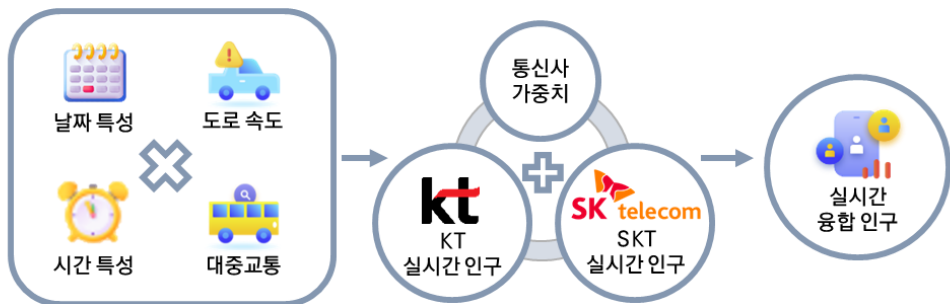 날짜 특성
도로 속도
시간 특성
대중교통
통신사
가중치
kt
KT
실시간 인구
SK telecom
SKT
실시간 인구
실시간
융합 인구